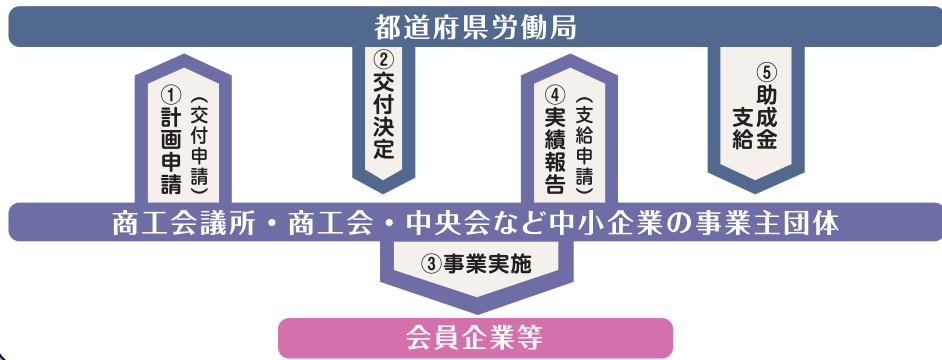 都道府県労働局
①計画申請
（交付申請）
②交付決定
④実績報告
（支給申請）
⑤助成金
支給
商工会議所・商工会・中央会など中小企業の事業主団体
③事業実施
会員企業等